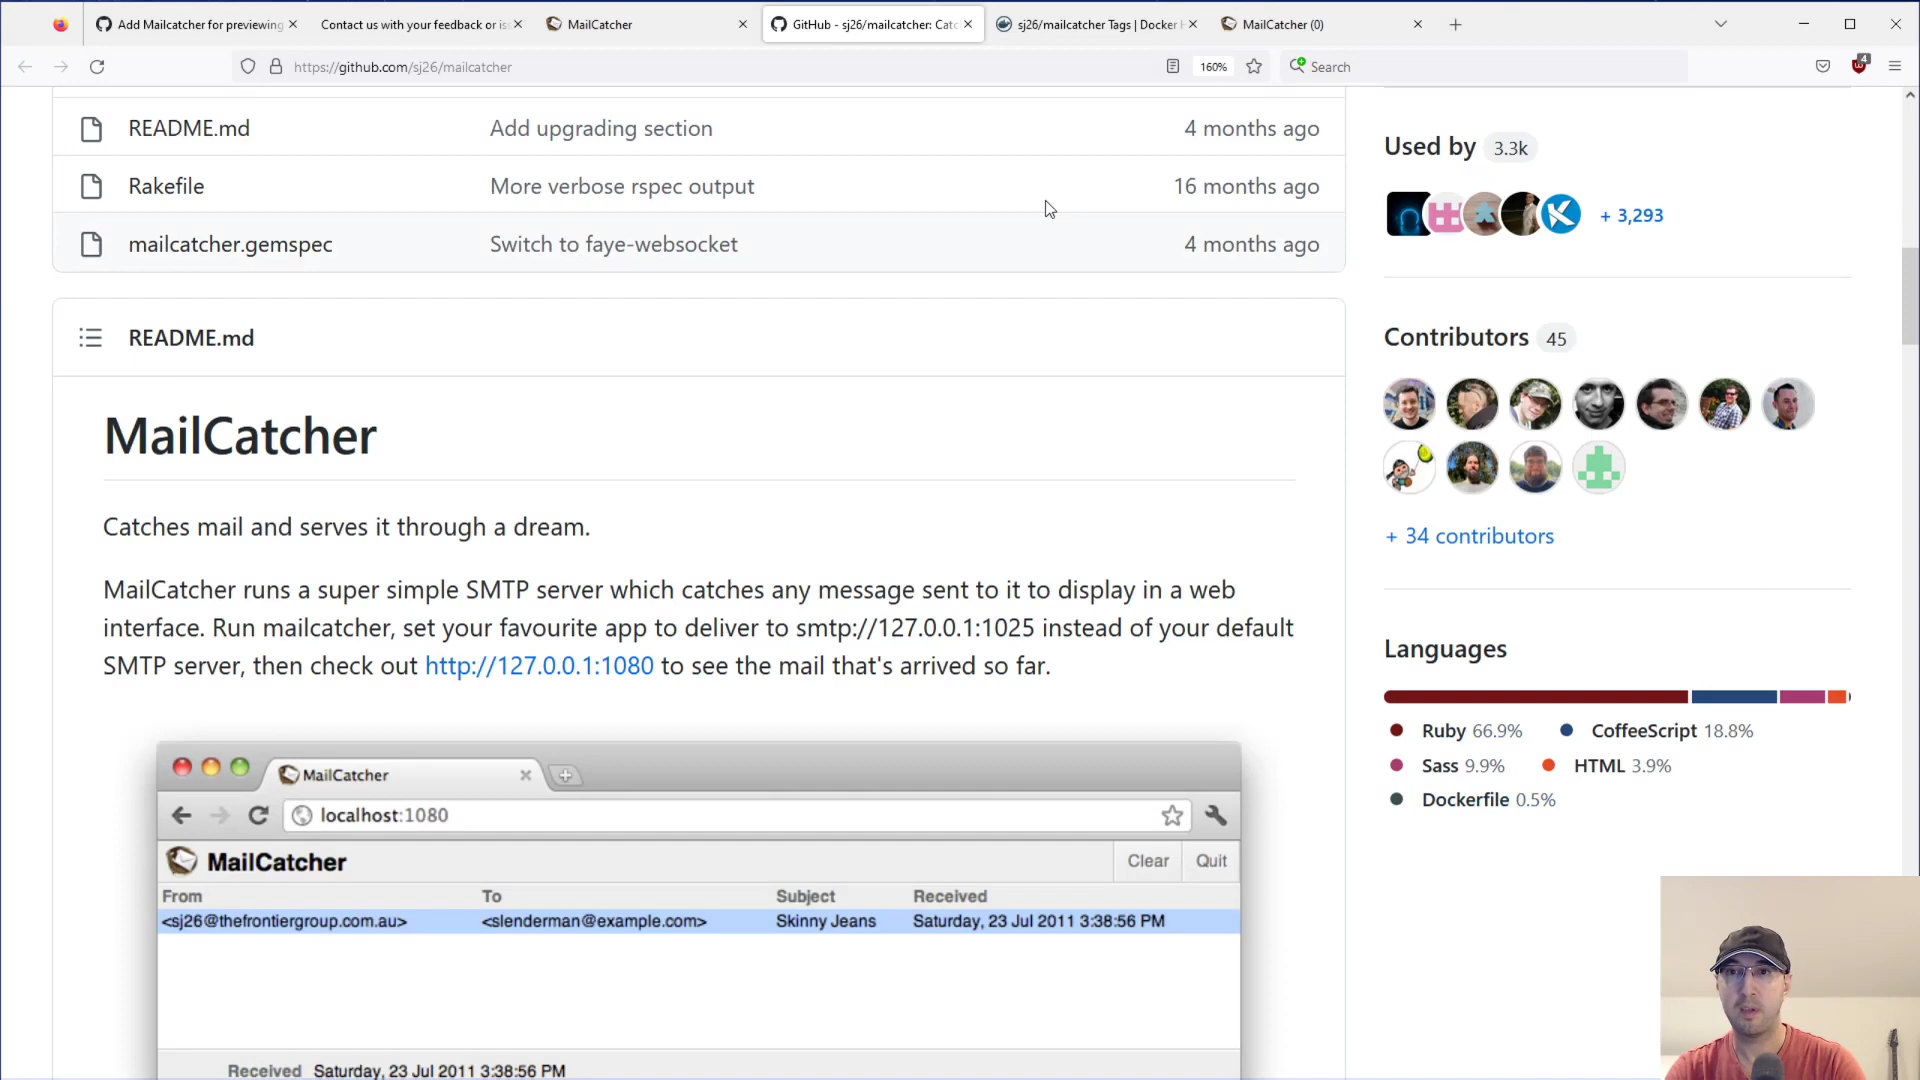 Add Mailcatcher for previewing
Contact us with your feedback or is
MailCatcher
GitHub - sj26/mailcatcher: Catc
sj26/mailcatcher Tags | Docker H
MailCatcher (0)
https://github.com/sj26/mailcatcher
160%
Search
4
README.md
Add upgrading section
4 months ago
Rakefile
More verbose rspec output
16 months ago
mailcatcher.gemspec
Switch to faye-websocket
4 months ago
README.md
MailCatcher
Catches mail and serves it through a dream.
MailCatcher runs a super simple SMTP server which catches any message sent to it to display in a web
interface. Run mailcatcher, set your favourite app to deliver to smtp://127.0.0.1:1025 instead of your default
SMTP server, then check out http://127.0.0.1:1080 to see the mail that's arrived so far.
MailCatcher
localhost:1080
MailCatcher
Clear
Quit
From
To
Subject
Received
<sj26@thefrontiergroup.com.au>
<slenderman@example.com>
Skinny Jeans
Saturday, 23 Jul 2011 3:38:56 PM
Received Saturday, 23 Jul 2011 3:38:56 PM
Used by 3.3k
+ 3,293
Contributors 45
+ 34 contributors
Languages
Ruby 66.9%
CoffeeScript 18.8%
Sass 9.9%
HTML 3.9%
Dockerfile 0.5%